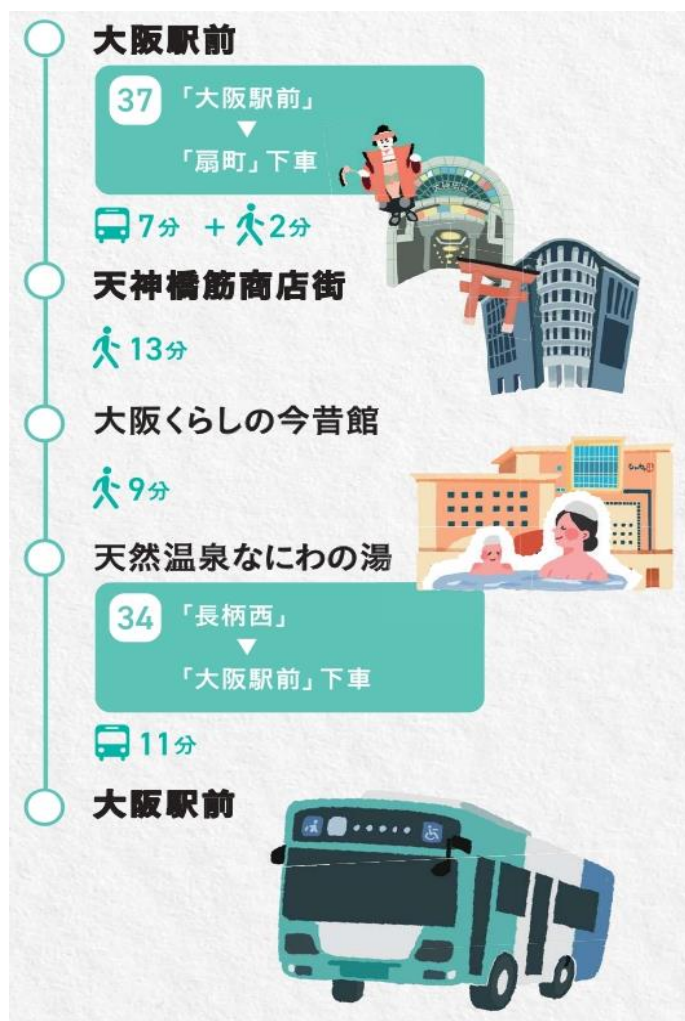 大阪駅前
37 「大阪駅前」
▼
「扇町」下車
7分 + 2分
天神橋筋商店街
13分
大阪くらしの今昔館
9分
天然温泉なにわの湯
34 「長柄西」
▼
「大阪駅前」下車
11分
大阪駅前